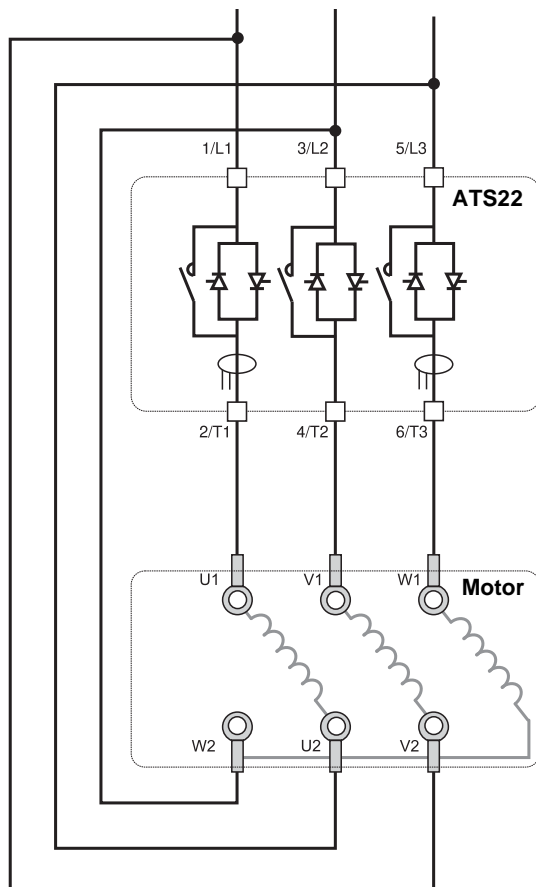 1/L1 3/L2 5/L3
ATS22
2/T1 4/T2 6/T3
U1 V1 W1
Motor
W2 U2 V2